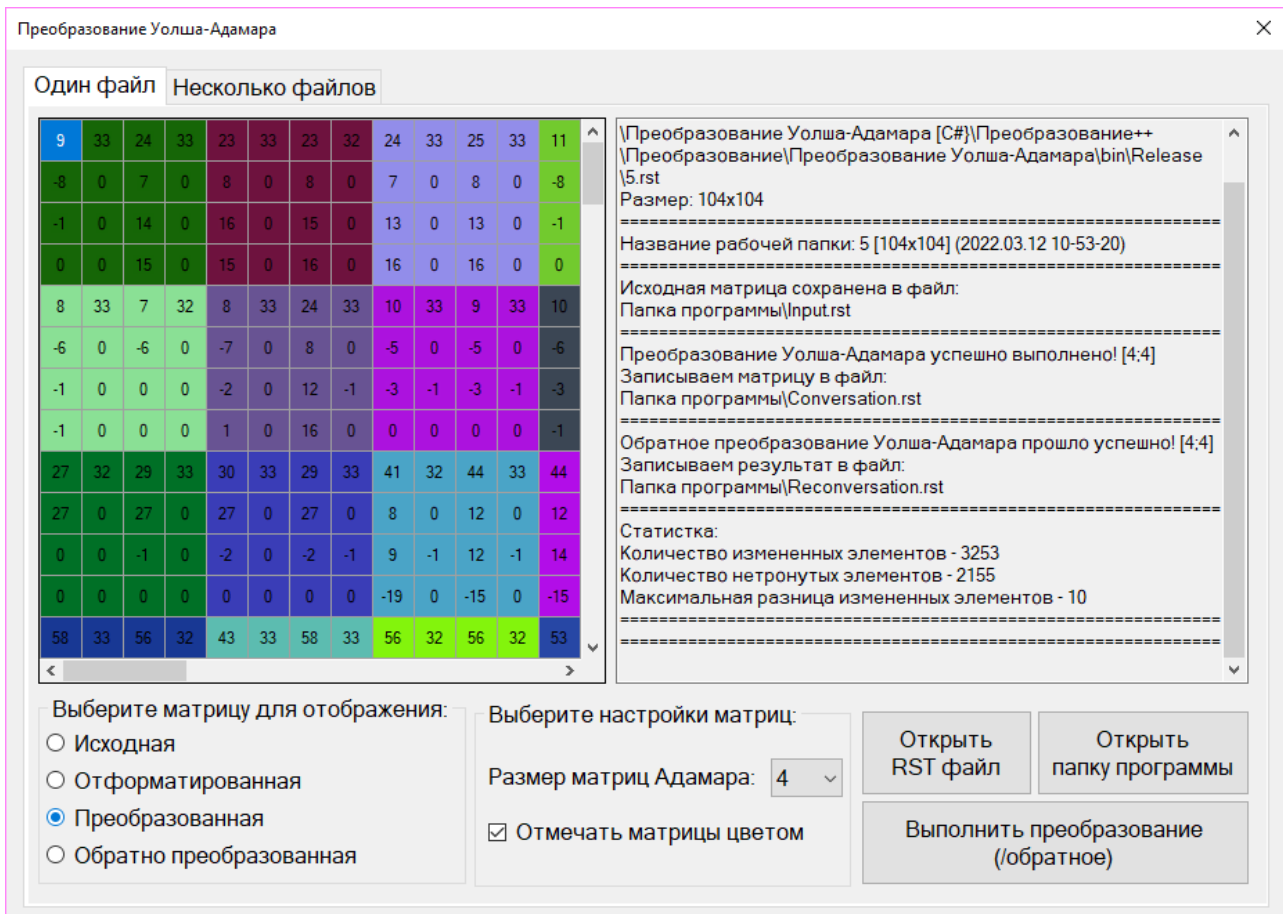 Преобразование Уолша-Адамара
Один файл Несколько файлов
9 33 24 33 23 33 23 32 24 33 25 33 11
-8 0 7 0 8 0 8 0 7 0 8 0 -8
-1 0 14 0 16 0 15 0 13 0 13 0 -1
0 0 15 0 15 0 16 0 16 0 16 0 0
8 33 7 32 8 33 24 33 10 33 9 33 10
-6 0 -6 0 -7 0 8 0 -5 0 -5 0 -6
-1 0 0 0 -2 0 12 -1 -3 -1 -3 -1 -3
-1 0 0 0 1 0 16 0 0 0 0 0 -1
27 32 29 33 30 33 29 33 41 32 44 33 44
27 0 27 0 27 0 27 0 8 0 12 0 12
0 0 -1 0 -2 0 -2 -1 9 -1 12 -1 14
0 0 0 0 0 0 0 0 -19 0 -15 0 -15
58 33 56 32 43 33 58 33 56 32 56 32 53
\Преобразование Уолша-Адамара [C#}\Преобразование++
\Преобразование\Преобразование Уолша-Адамара\bin\Release
\5.rst
Размер: 104x104
==============================================================
Название рабочей папки: 5 [104x104] (2022.03.12 10-53-20)
==============================================================
Исходная матрица сохранена в файл:
Папка программы\Input.rst
==============================================================
Преобразование Уолша-Адамара успешно выполнено! [4;4]
Записываем матрицу в файл:
Папка программы\Conversation.rst
==============================================================
Обратное преобразование Уолша-Адамара прошло успешно! [4;4]
Записываем результат в файл:
Папка программы\Reconversation.rst
==============================================================
Статистка:
Количество измененных элементов - 3253
Количество нетронутых элементов - 2155
Максимальная разница измененных элементов - 10
==============================================================
==============================================================
Выберите матрицу для отображения:
Исходная
Отформатированная
Преобразованная
Обратно преобразованная
Выберите настройки матриц:
Размер матриц Адамара: 4
Отмечать матрицы цветом
Открыть
RST файл
Открыть
папку программы
Выполнить преобразование
(/обратное)